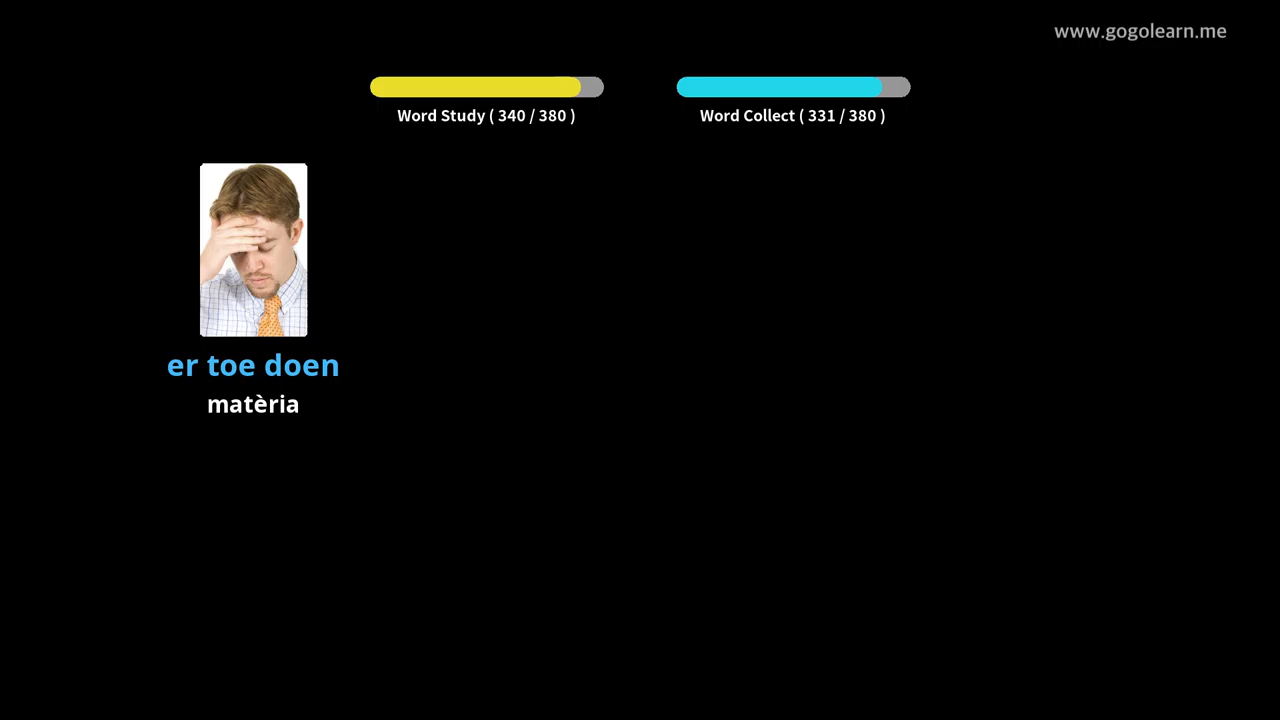 www.gogolearn.me
Word Study ( 340 / 380 )
Word Collect ( 331 / 380 )
er toe doen
matèria